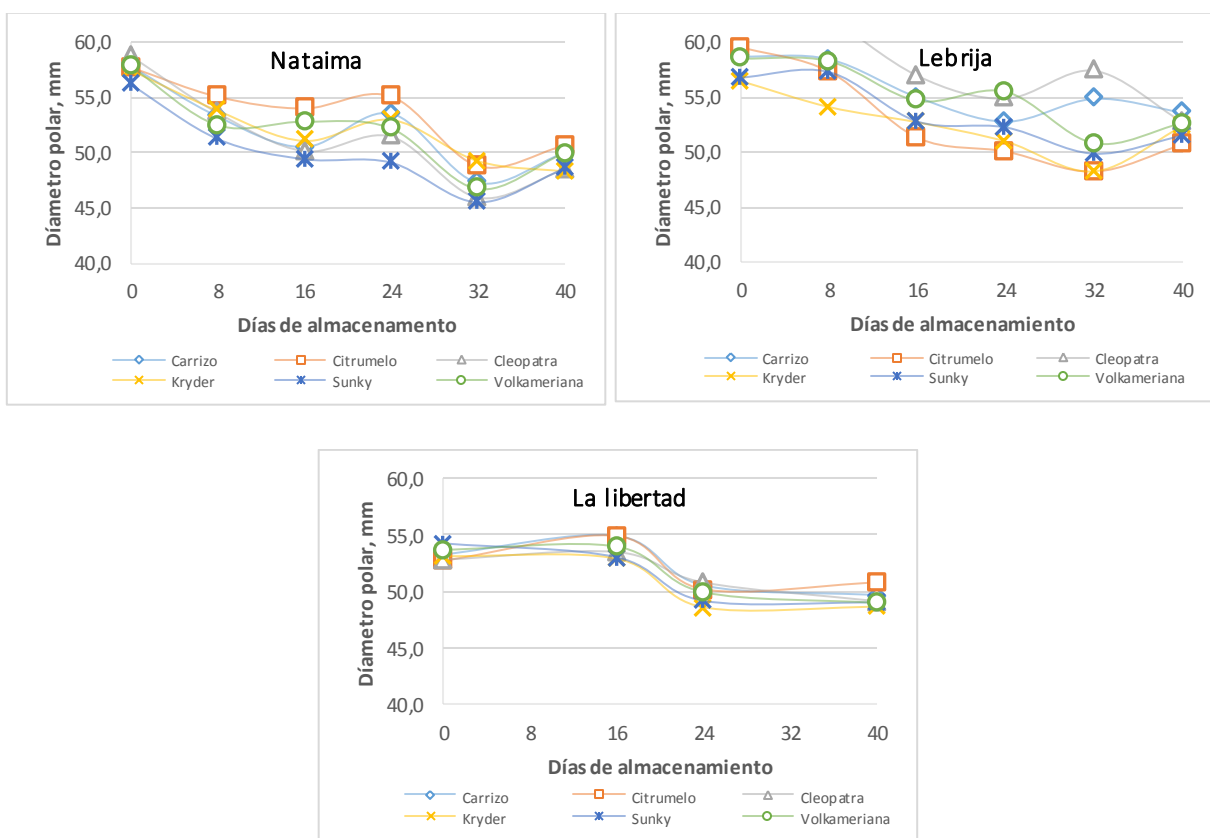 Nataima
Díametro polar, mm
60,0
55,0
50,0
45,0
40,0
0 8 16 24 32 40
Días de almacenamento
Carrizo Citrumelo Cleopatra
Kryder Sunky Volkameriana
Lebrija
Díametro polar, mm
60,0
55,0
50,0
45,0
40,0
0 8 16 24 32 40
Días de almacenamiento
Carrizo Citrumelo Cleopatra
Kryder Sunky Volkameriana
La libertad
Díametro polar, mm
60,0
55,0
50,0
45,0
40,0
0 8 16 24 32 40
Días de almacenamiento
Carrizo Citrumelo Cleopatra
Kryder Sunky Volkameriana